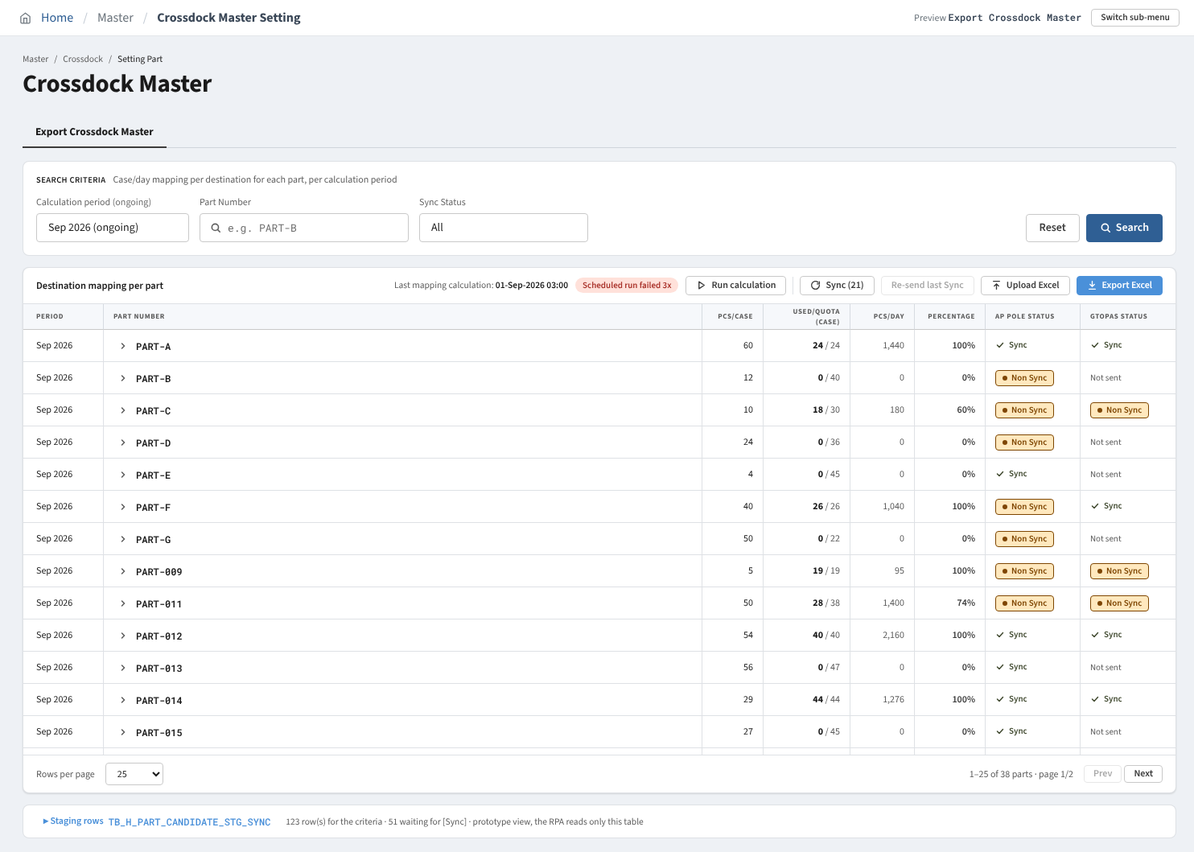 Home / Master / Crossdock Master Setting Preview Export Crossdock Master Switch sub-menu
Master / Crossdock / Setting Part
Crossdock Master
Export Crossdock Master
SEARCH CRITERIA Case/day mapping per destination for each part, per calculation period
Calculation period (ongoing) Part Number Sync Status
Sep 2026 (ongoing) e.g. PART-B All Reset Search
Destination mapping per part Last mapping calculation: 01-Sep-2026 03:00 Scheduled run failed 3x Run calculation Sync (21) Re-send last Sync Upload Excel Export Excel
PERIOD PART NUMBER PCS/CASE USED/QUOTA (CASE) PCS/DAY PERCENTAGE AP POLE STATUS GTOPAS STATUS
Sep 2026 PART-A 60 24 / 24 1,440 100% Sync Sync
Sep 2026 PART-B 12 0 / 40 0 0% Non Sync Not sent
Sep 2026 PART-C 10 18 / 30 180 60% Non Sync Non Sync
Sep 2026 PART-D 24 0 / 36 0 0% Non Sync Not sent
Sep 2026 PART-E 4 0 / 45 0 0% Sync Not sent
Sep 2026 PART-F 40 26 / 26 1,040 100% Non Sync Sync
Sep 2026 PART-G 50 0 / 22 0 0% Non Sync Not sent
Sep 2026 PART-009 5 19 / 19 95 100% Non Sync Non Sync
Sep 2026 PART-011 50 28 / 38 1,400 74% Non Sync Non Sync
Sep 2026 PART-012 54 40 / 40 2,160 100% Sync Sync
Sep 2026 PART-013 56 0 / 47 0 0% Sync Not sent
Sep 2026 PART-014 29 44 / 44 1,276 100% Sync Sync
Sep 2026 PART-015 27 0 / 45 0 0% Sync Not sent
Rows per page 25 1–25 of 38 parts · page 1/2 Prev Next
▸ Staging rows TB_H_PART_CANDIDATE_STG_SYNC 123 row(s) for the criteria · 51 waiting for [Sync] · prototype view, the RPA reads only this table